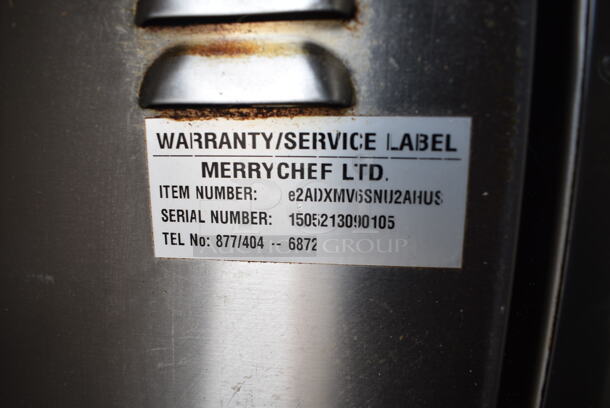 WARRANTY/SERVICE LABEL
MERRYCHEF LTD.
ITEM NUMBER: e2ADXMV6SNU2AHUS
SERIAL NUMBER: 1505213090105
TEL No: 877/404 -- 6872